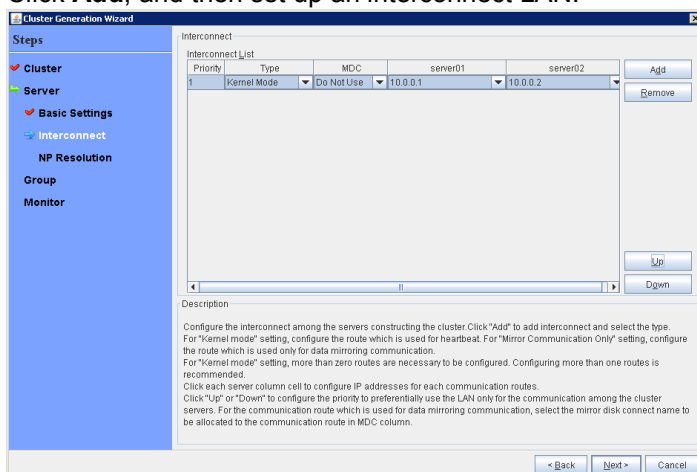 Click Add, and then set up an interconnect LAN.
Cluster Generation Wizard
Steps
Cluster
Server
Basic Settings
Interconnect
NP Resolution
Group
Monitor
Interconnect
Interconnect List
Priority Type MDC server01 server02
1 Kernel Mode Do Not Use 10.0.0.1 10.0.0.2
Add
Remove
Up
Down
Description
Configure the interconnect among the servers constructing the cluster.Click "Add" to add interconnect and select the type.
For "Kernel mode" setting, configure the route which is used for heartbeat. For "Mirror Communication Only" setting, configure
the route which is used only for data mirroring communication.
For "Kernel mode" setting, more than zero routes are necessary to be configured. Configuring more than one routes is
recommended.
Click each server column cell to configure IP addresses for each communication routes.
Click "Up" or "Down" to configure the priority to preferentially use the LAN only for the communication among the cluster
servers. For the communication route which is used for data mirroring communication, select the mirror disk connect name to
be allocated to the communication route in MDC column.
< Back Next > Cancel